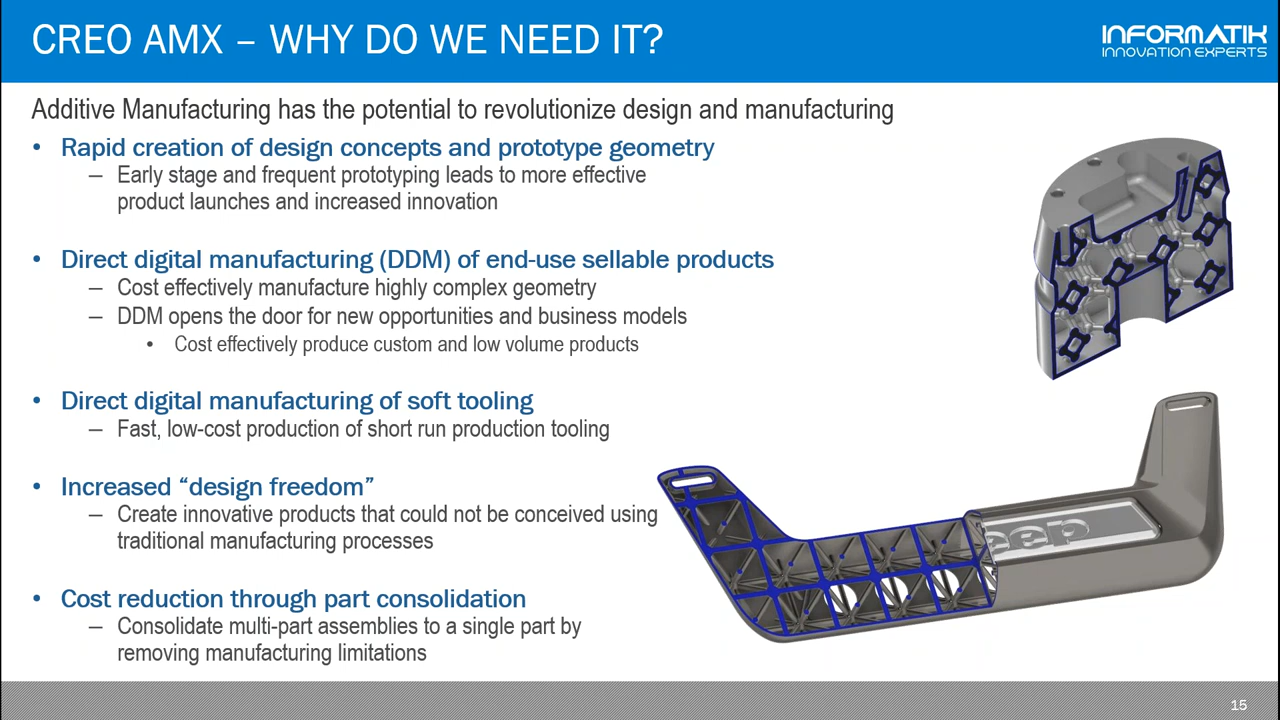 CREO AMX – WHY DO WE NEED IT?
INFORMATIK
INNOVATION EXPERTS
Additive Manufacturing has the potential to revolutionize design and manufacturing
• Rapid creation of design concepts and prototype geometry
– Early stage and frequent prototyping leads to more effective
product launches and increased innovation
• Direct digital manufacturing (DDM) of end-use sellable products
– Cost effectively manufacture highly complex geometry
– DDM opens the door for new opportunities and business models
• Cost effectively produce custom and low volume products
• Direct digital manufacturing of soft tooling
– Fast, low-cost production of short run production tooling
• Increased “design freedom”
– Create innovative products that could not be conceived using
traditional manufacturing processes
• Cost reduction through part consolidation
– Consolidate multi-part assemblies to a single part by
removing manufacturing limitations
15